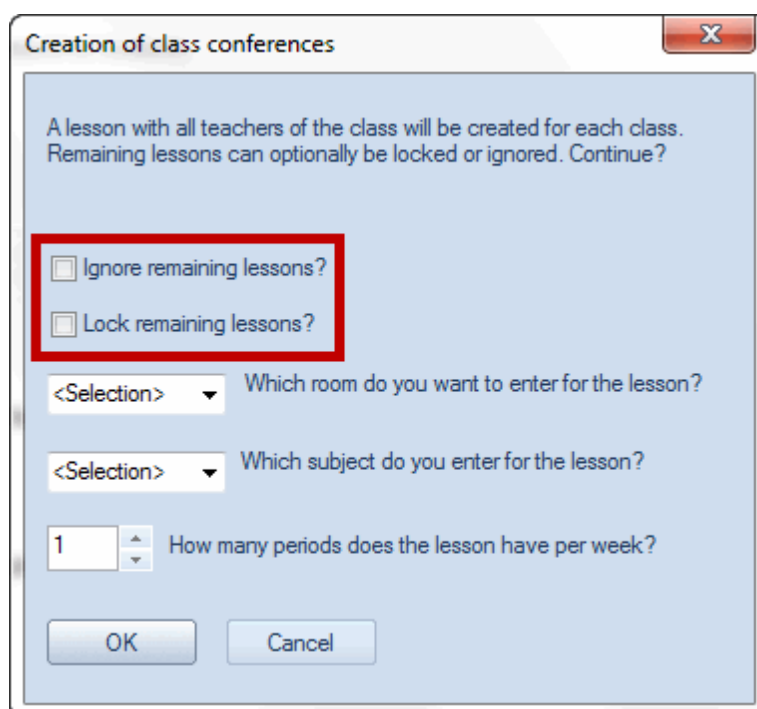 Creation of class conferences
A lesson with all teachers of the class will be created for each class.
Remaining lessons can optionally be locked or ignored. Continue?
Ignore remaining lessons?
Lock remaining lessons?
<Selection> Which room do you want to enter for the lesson?
<Selection> Which subject do you enter for the lesson?
1 How many periods does the lesson have per week?
OK Cancel